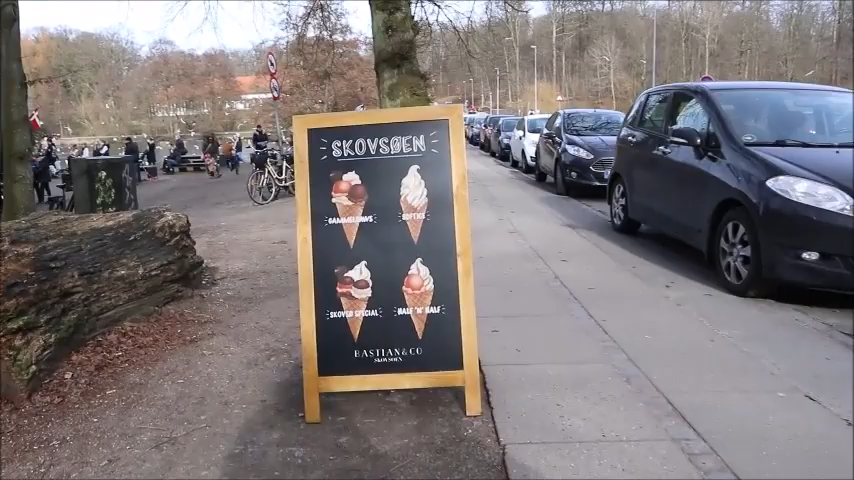 SKOVSØEN
GAMMELDAWS
SOFTICE
SKOVSØ SPECIAL
HALF 'N' HALF
BASTIAN & CO
SKOVSØEN